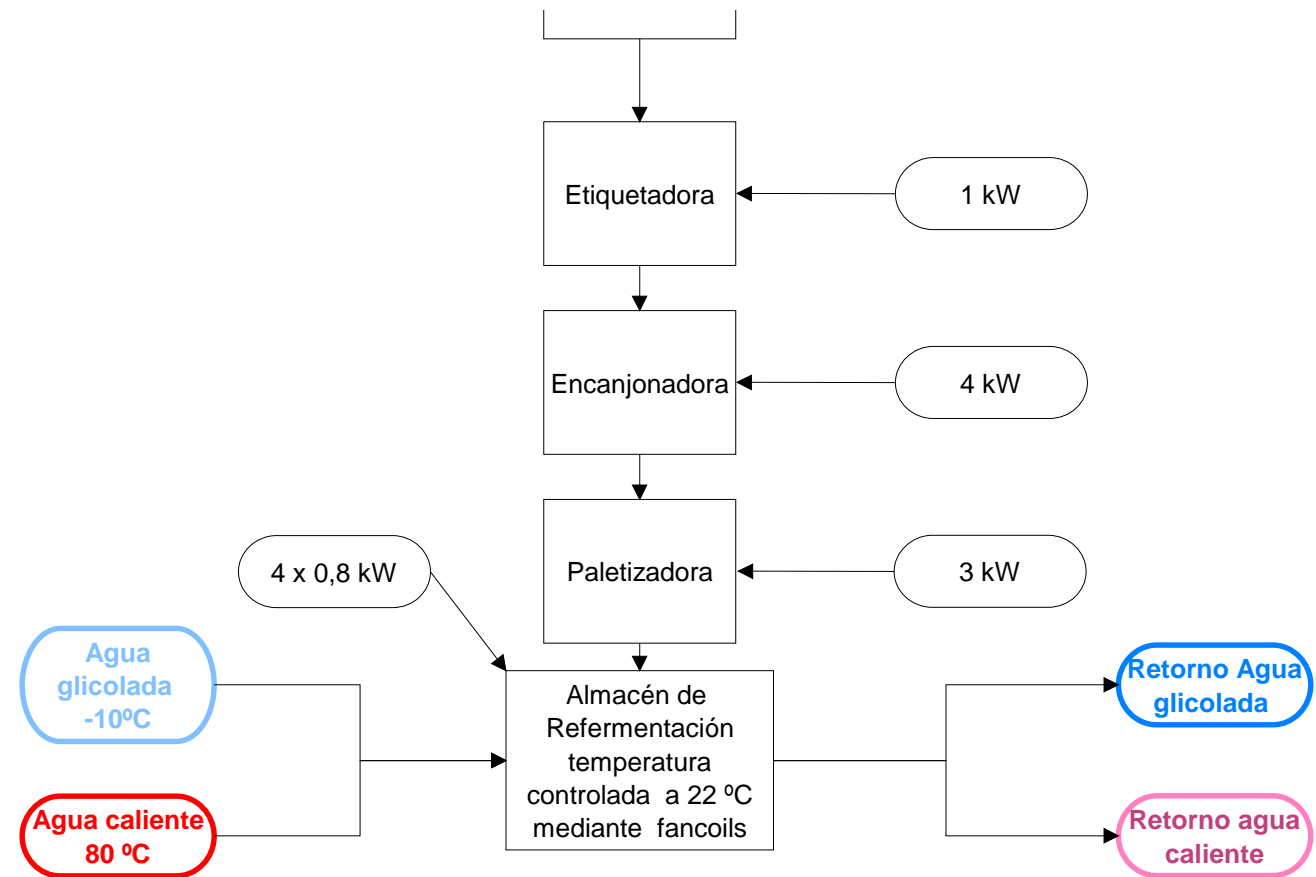 Etiquetadora
1 kW
Encanjonadora
4 kW
Paletizadora
3 kW
4 x 0,8 kW
Agua
glicolada
-10ºC
Agua caliente
80 ºC
Almacén de
Refermentación
temperatura
controlada a 22 ºC
mediante fancoils
Retorno Agua
glicolada
Retorno agua
caliente